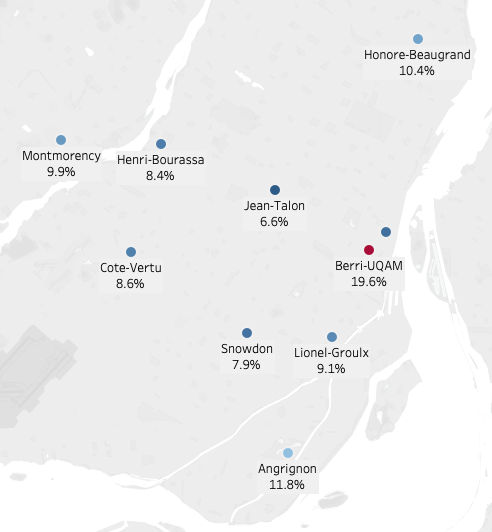 Honore-Beaugrand
10.4%
Montmorency
9.9%
Henri-Bourassa
8.4%
Jean-Talon
6.6%
Berri-UQAM
19.6%
Cote-Vertu
8.6%
Snowdon
7.9%
Lionel-Groulx
9.1%
Angrignon
11.8%